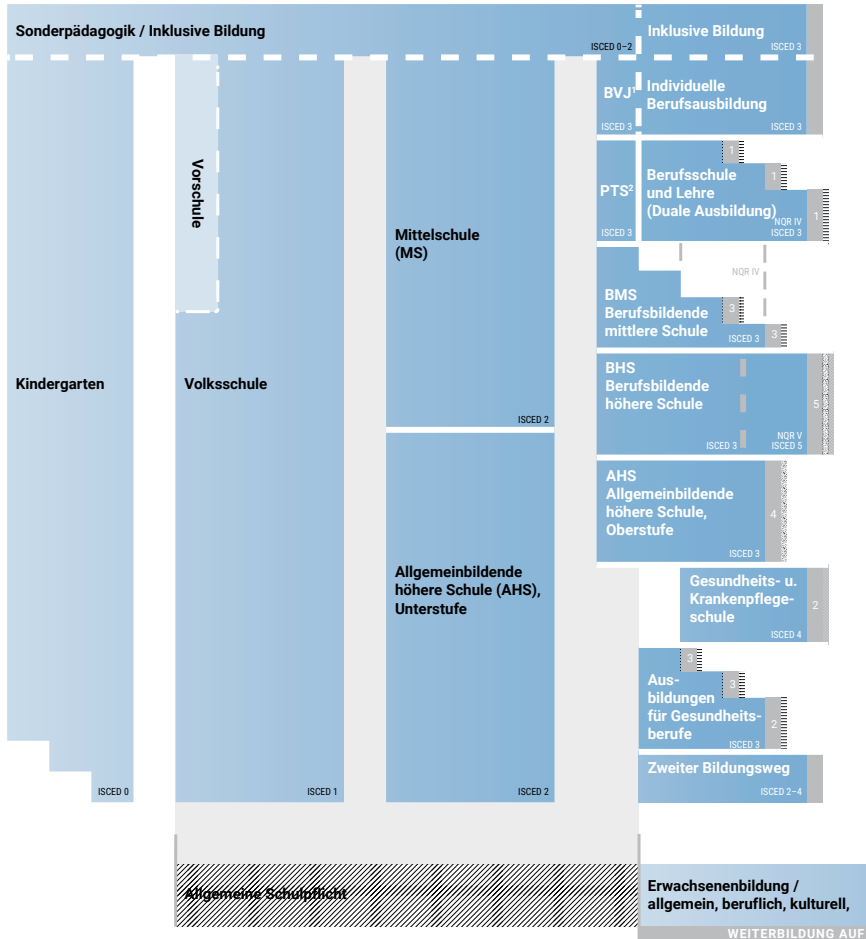 Sonderpädagogik / Inklusive Bildung
ISCED 0–2
Inklusive Bildung
ISCED 3
Kindergarten
ISCED 0
Vorschule
Volksschule
ISCED 1
Mittelschule
(MS)
ISCED 2
Allgemeinbildende
höhere Schule (AHS),
Unterstufe
ISCED 2
BVJ¹
ISCED 3
Individuelle
Berufsausbildung
ISCED 3
PTS²
ISCED 3
Berufsschule
und Lehre
(Duale Ausbildung)
NQR IV
ISCED 3
1
1
1
NQR IV
BMS
Berufsbildende
mittlere Schule
ISCED 3
3
3
BHS
Berufsbildende
höhere Schule
ISCED 3
NQR V
ISCED 5
5
AHS
Allgemeinbildende
höhere Schule,
Oberstufe
ISCED 3
4
Gesundheits- u.
Krankenpflege-
schule
ISCED 4
2
Aus-
bildungen
für Gesundheits-
berufe
ISCED 3
3
3
2
Zweiter Bildungsweg
ISCED 2–4
Allgemeine Schulpflicht
Erwachsenenbildung /
allgemein, beruflich, kulturell,
WEITERBILDUNG AUF